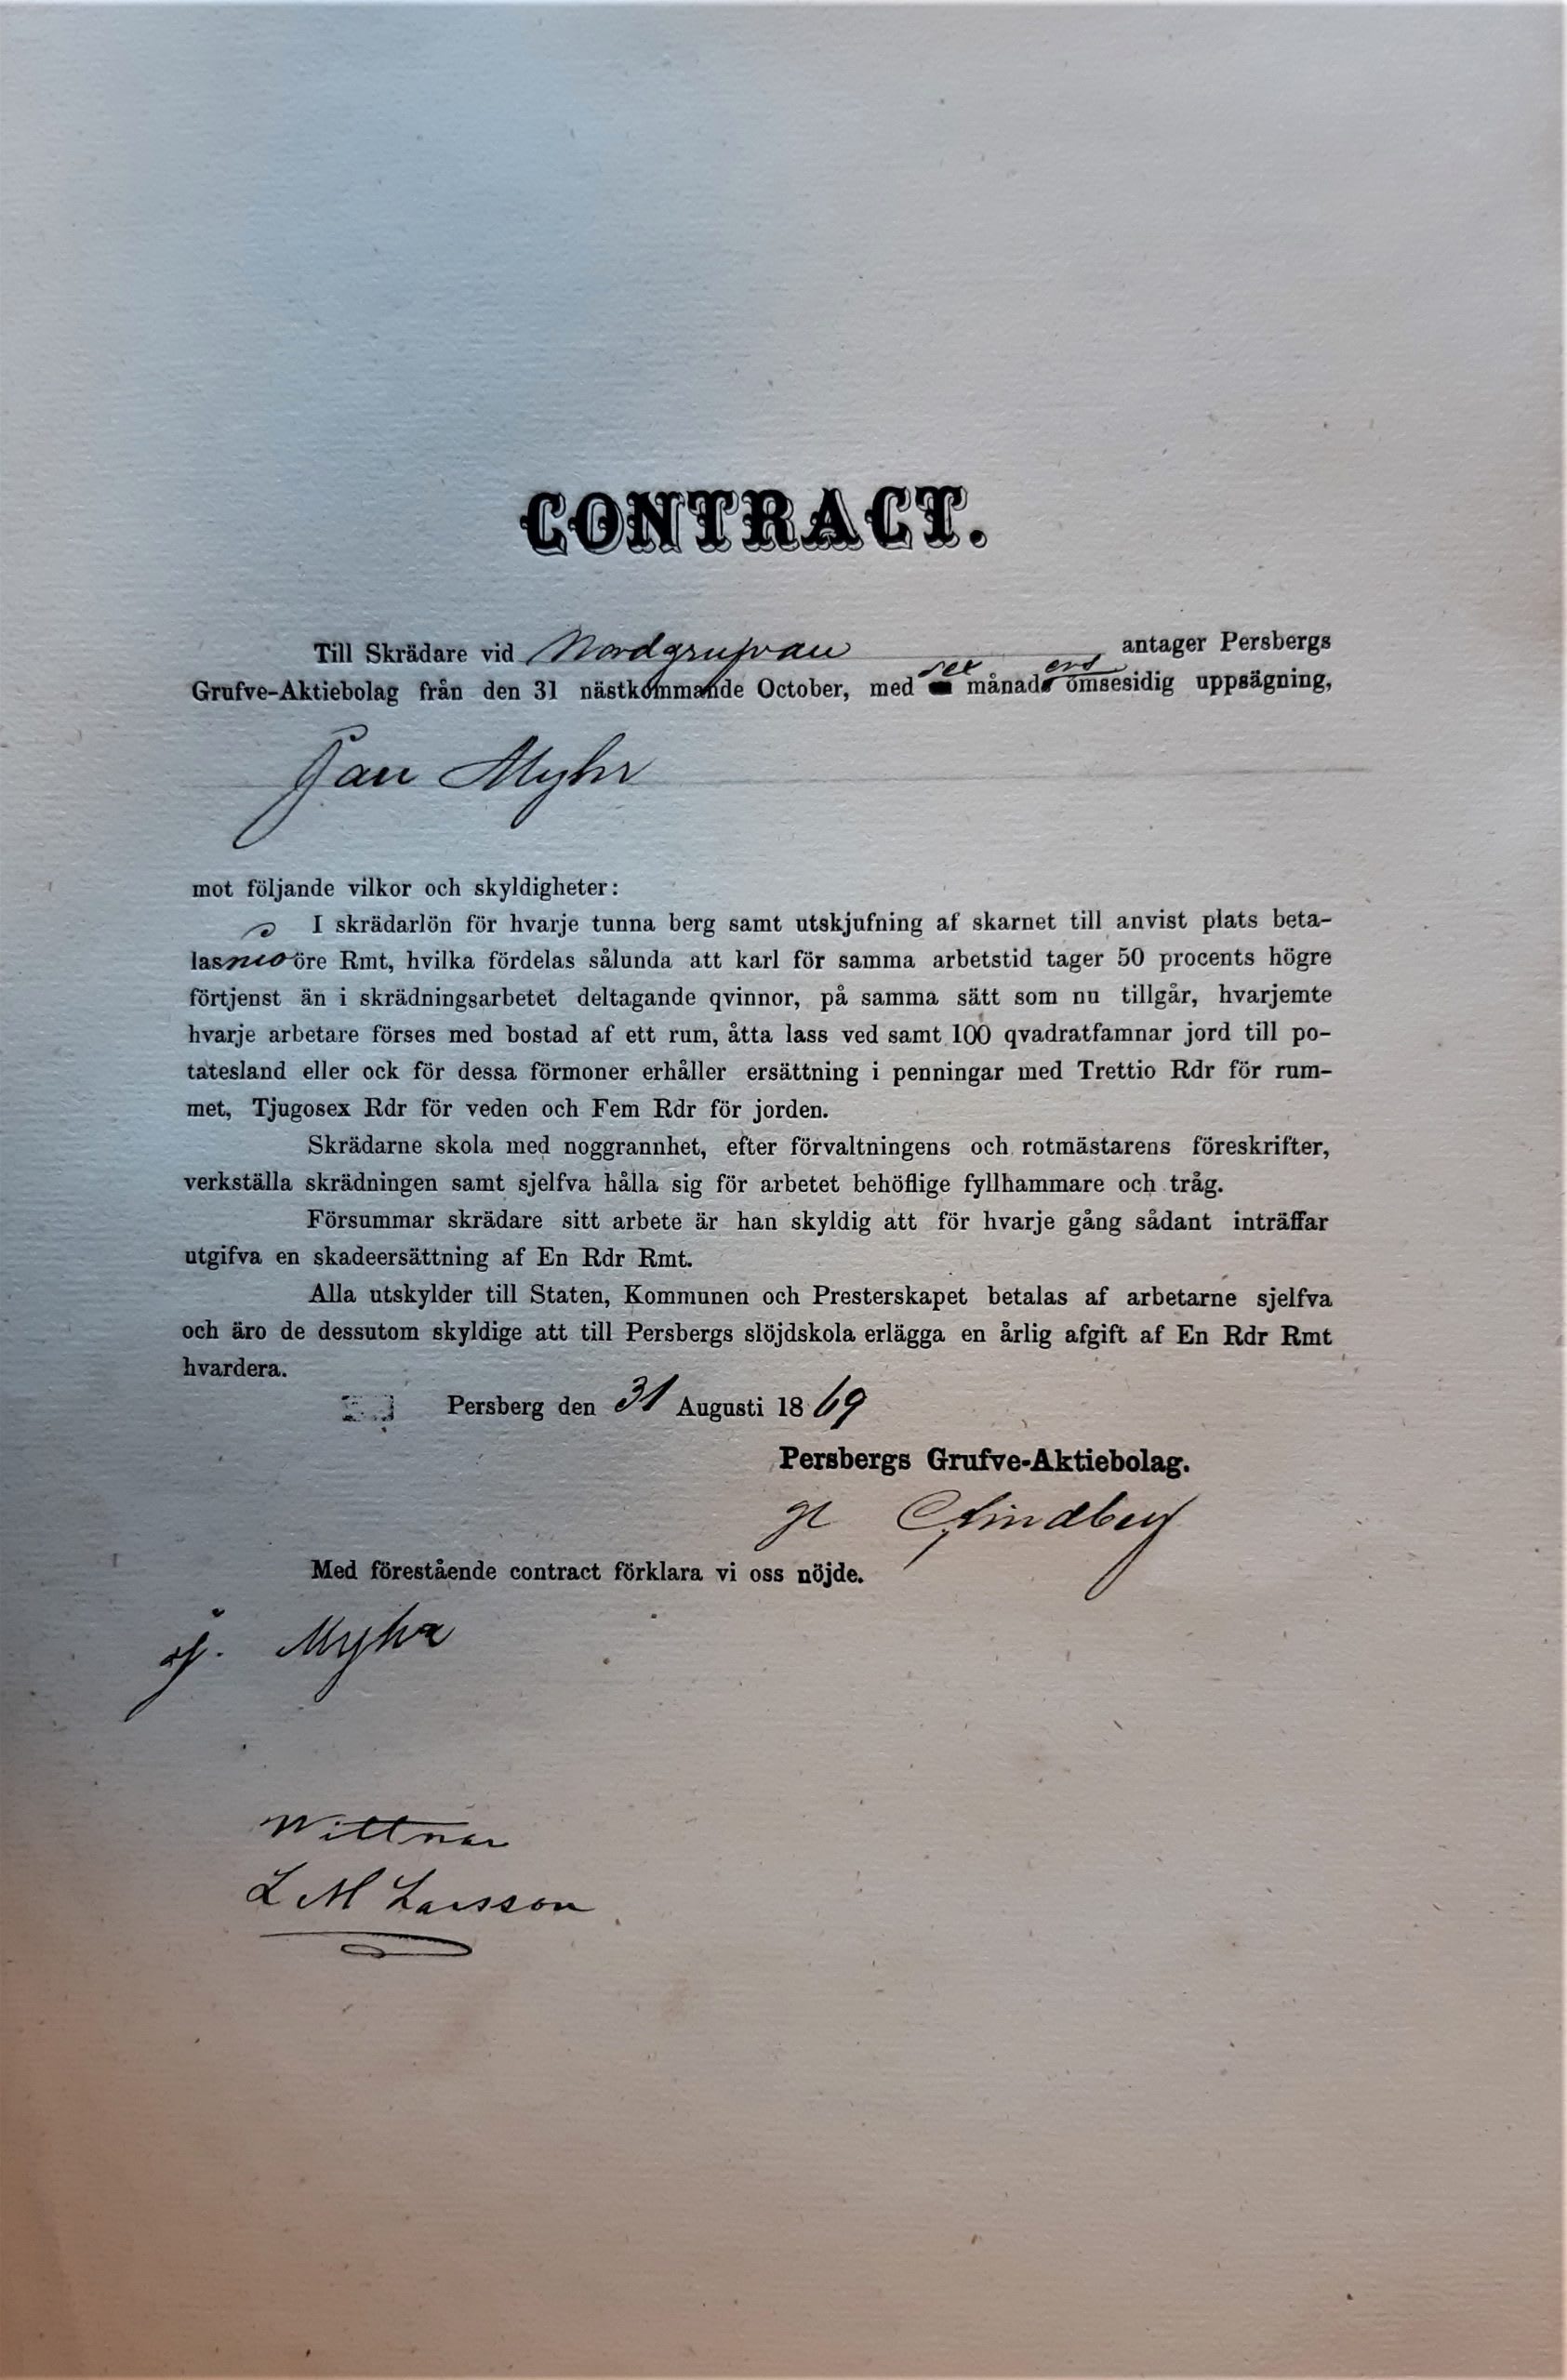 CONTRACT.
Till Skrädare vid Nordgrufvan antager Persbergs
Grufve-Aktiebolag från den 31 nästkommande October, med sex månaders omsesidig uppsägning,
Jan Myhr
mot följande vilkor och skyldigheter:
I skrädarlön för hvarje tunna berg samt utskjufning af skarnet till anvist plats beta-
las nio öre Rmt, hvilka fördelas sålunda att karl för samma arbetstid tager 50 procents högre
förtjenst än i skrädningsarbetet deltagande qvinnor, på samma sätt som nu tillgår, hvarjemte
hvarje arbetare förses med bostad af ett rum, åtta lass ved samt 100 qvadratfamnar jord till po-
tatesland eller ock för dessa förmoner erhåller ersättning i penningar med Trettio Rdr för rum-
met, Tjugosex Rdr för veden och Fem Rdr för jorden.
Skrädarne skola med noggrannhet, efter förvaltningens och rotmästarens föreskrifter,
verkställa skrädningen samt sjelfva hålla sig för arbetet behöflige fyllhammare och tråg.
Försummar skrädare sitt arbete är han skyldig att för hvarje gång sådant inträffar
utgifva en skadeersättning af En Rdr Rmt.
Alla utskylder till Staten, Kommunen och Presterskapet betalas af arbetarne sjelfva
och äro de dessutom skyldige att till Persbergs slöjdskola erlägga en årlig afgift af En Rdr Rmt
hvardera.
Persberg den 31 Augusti 1869
Persbergs Grufve-Aktiebolag.
Lindberg
Med förestående contract förklara vi oss nöjde.
J. Myhr
Wittnar
L M Larsson